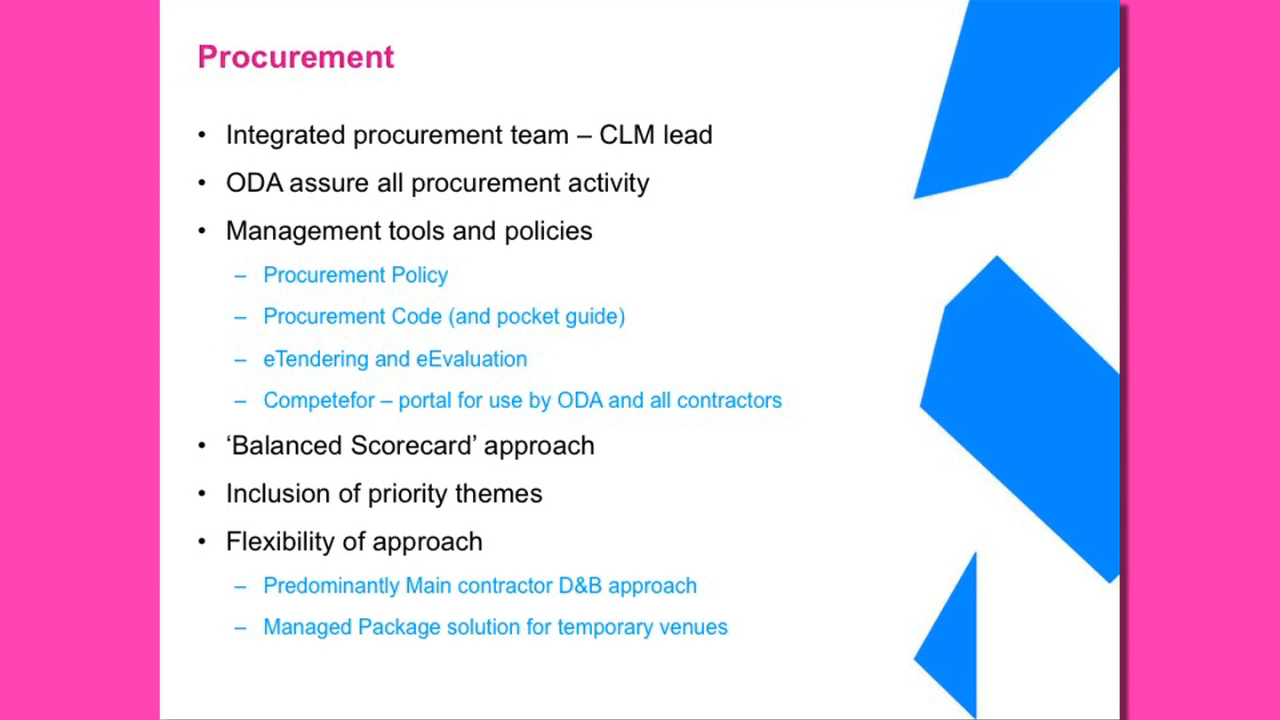 Procurement
• Integrated procurement team – CLM lead
• ODA assure all procurement activity
• Management tools and policies
– Procurement Policy
– Procurement Code (and pocket guide)
– eTendering and eEvaluation
– Competefor – portal for use by ODA and all contractors
• ‘Balanced Scorecard’ approach
• Inclusion of priority themes
• Flexibility of approach
– Predominantly Main contractor D&B approach
– Managed Package solution for temporary venues